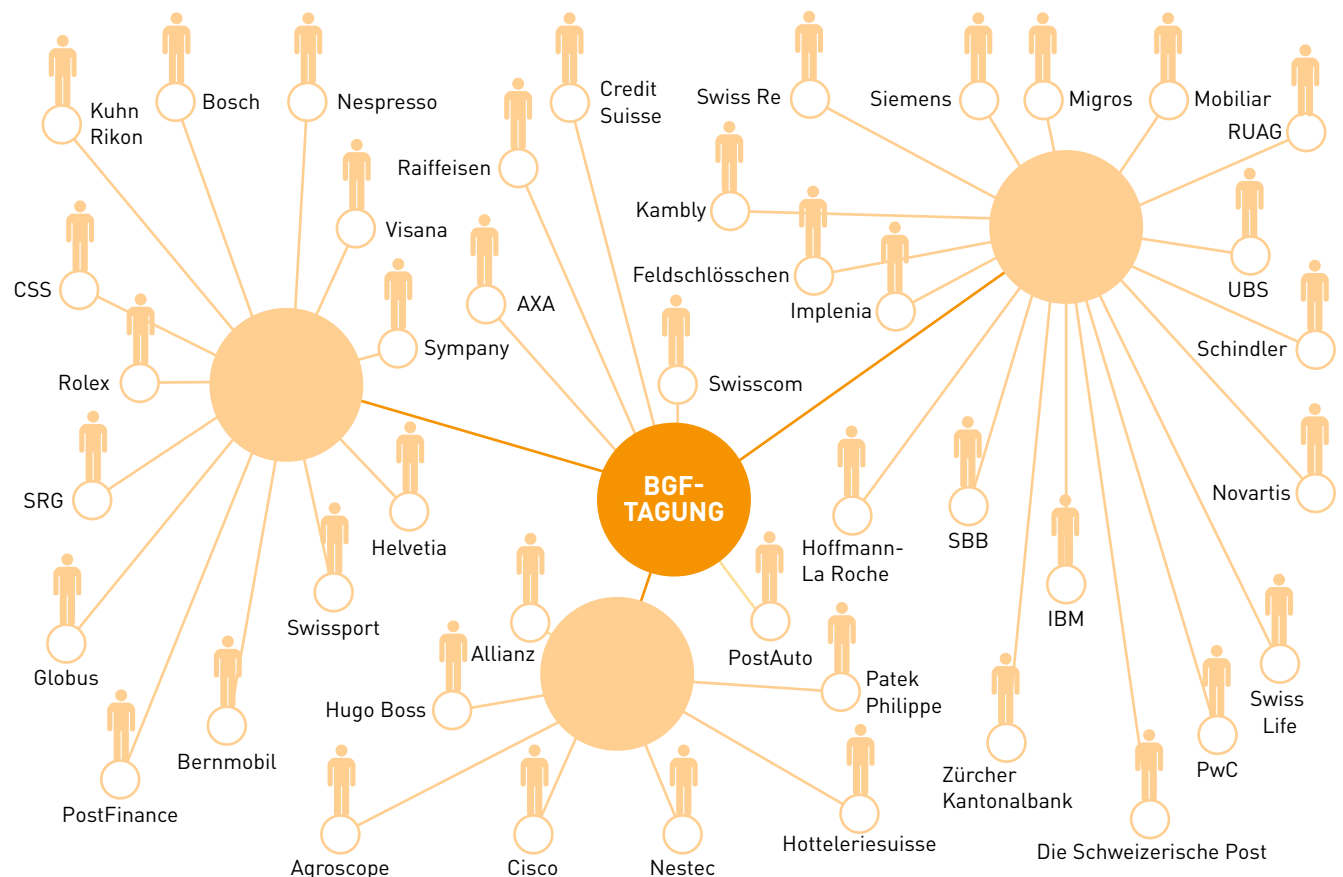 Kuhn
Rikon
Bosch
Nespresso
Credit
Suisse
Swiss Re
Siemens
Migros
Mobiliar
RUAG
Raiffeisen
Visana
Kambly
CSS
AXA
Feldschlösschen
Implenia
UBS
Rolex
Sympany
Swisscom
Schindler
SRG
Helvetia
BGF-
TAGUNG
Hoffmann-
La Roche
SBB
Novartis
Globus
Swissport
Allianz
PostAuto
IBM
Hugo Boss
Patek
Philippe
Swiss
Life
PostFinance
Bernmobil
Zürcher
Kantonalbank
PwC
Agroscope
Cisco
Nestec
Hotteleriesuisse
Die Schweizerische Post